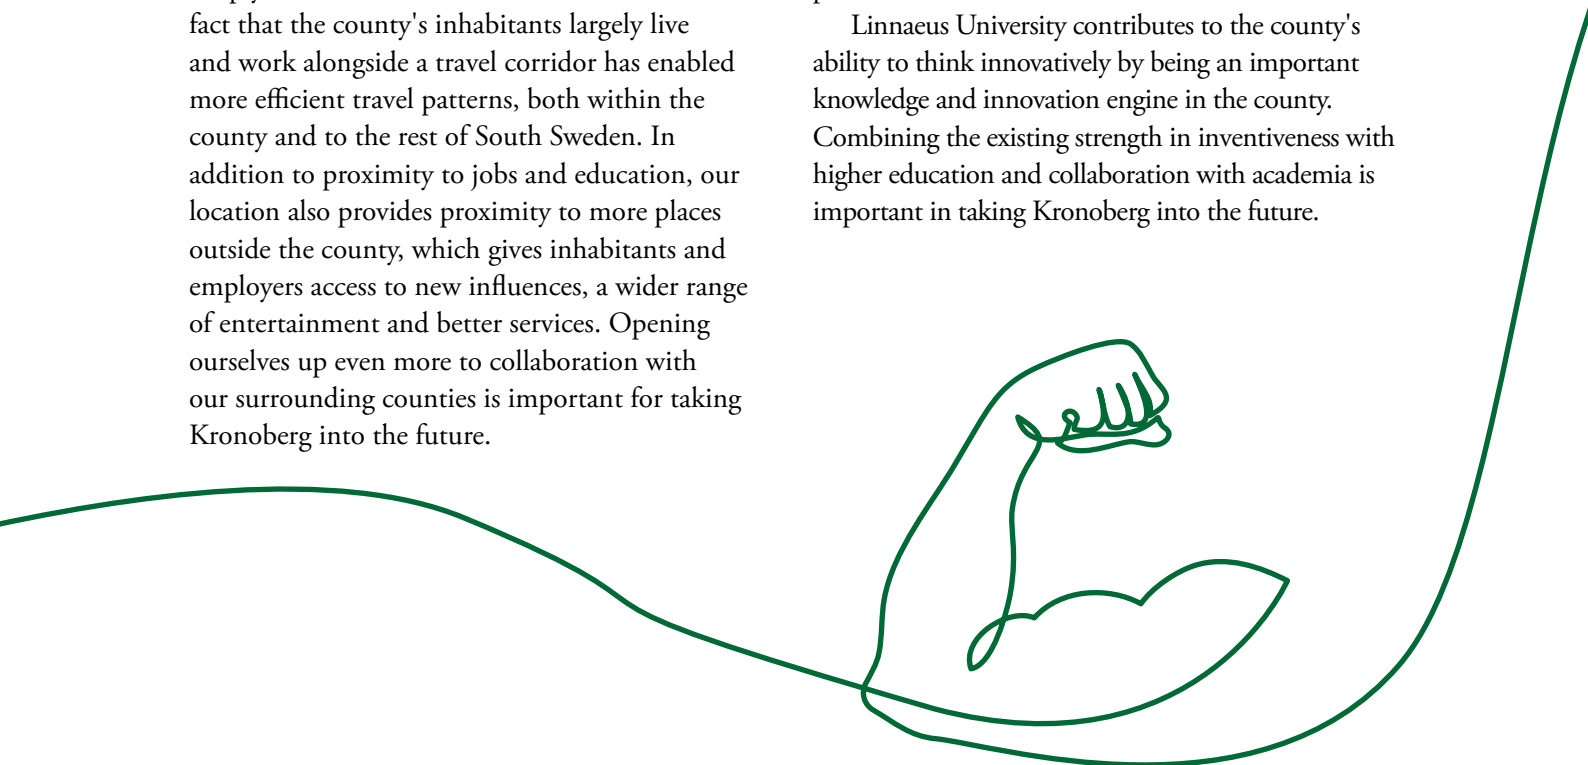 fact that the county's inhabitants largely live
and work alongside a travel corridor has enabled
more efficient travel patterns, both within the
county and to the rest of South Sweden. In
addition to proximity to jobs and education, our
location also provides proximity to more places
outside the county, which gives inhabitants and
employers access to new influences, a wider range
of entertainment and better services. Opening
ourselves up even more to collaboration with
our surrounding counties is important for taking
Kronoberg into the future.
Linnaeus University contributes to the county's
ability to think innovatively by being an important
knowledge and innovation engine in the county.
Combining the existing strength in inventiveness with
higher education and collaboration with academia is
important in taking Kronoberg into the future.